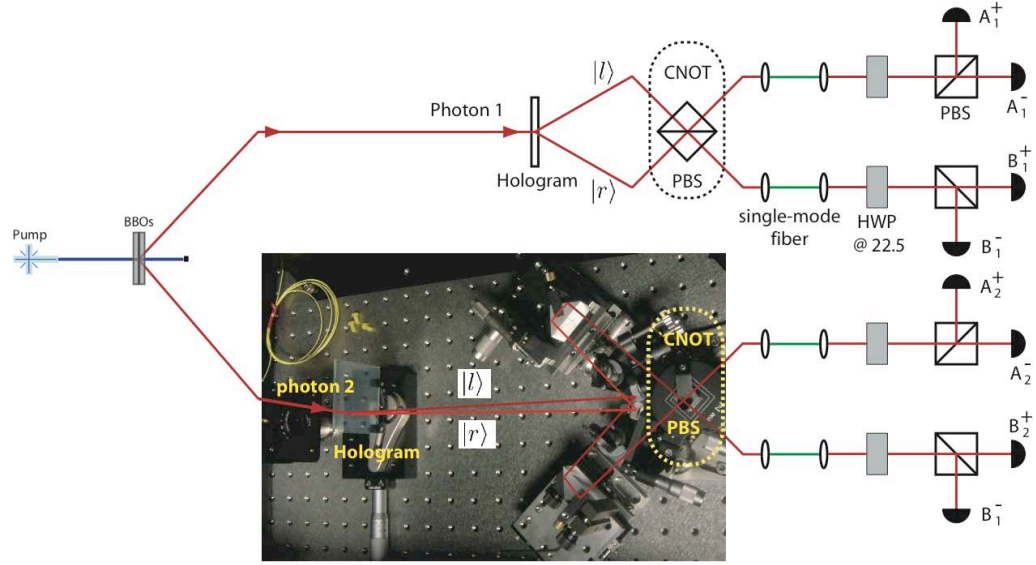 A₁⁺
|l⟩
CNOT
Photon 1
PBS
A₁⁻
Hologram
|r⟩
PBS
B₁⁺
BBOs
Pump
single-mode
fiber
HWP
@ 22.5
B₁⁻
A₂⁺
CNOT
photon 2
|l⟩
A₂⁻
|r⟩
PBS
Hologram
B₂⁺
B₁⁻